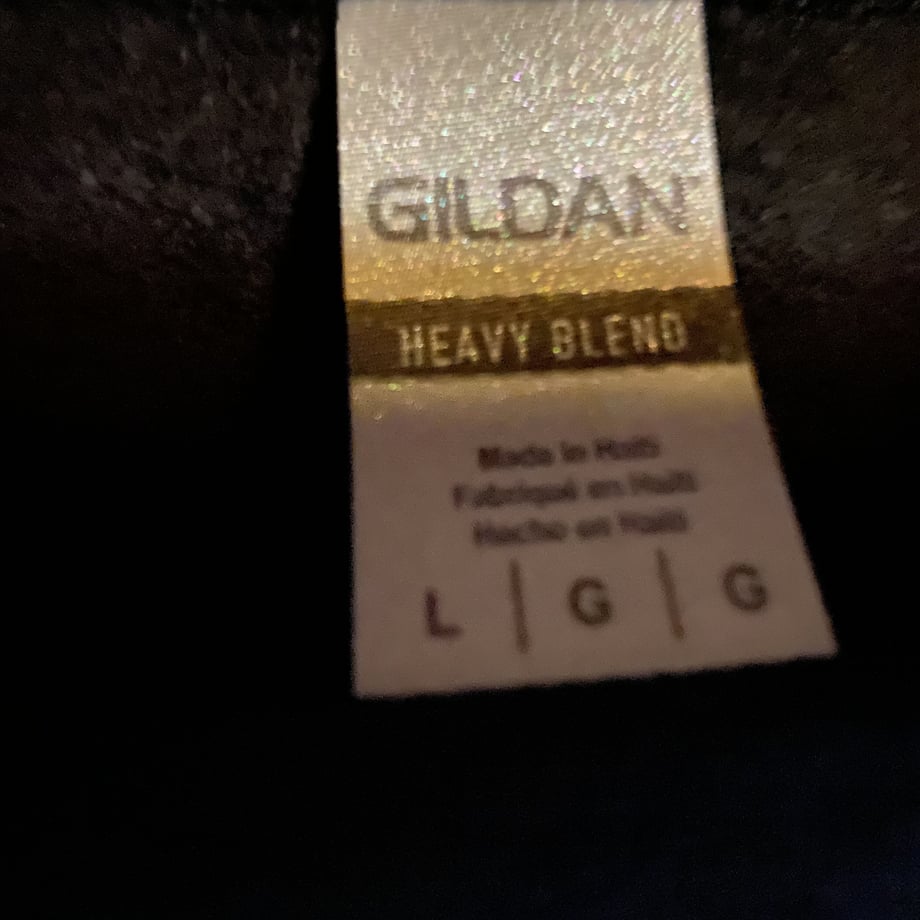 GILDAN
HEAVY BLEND
Made in Haiti
Fabriqué en Haïti
Hecho en Haití
L | G | G